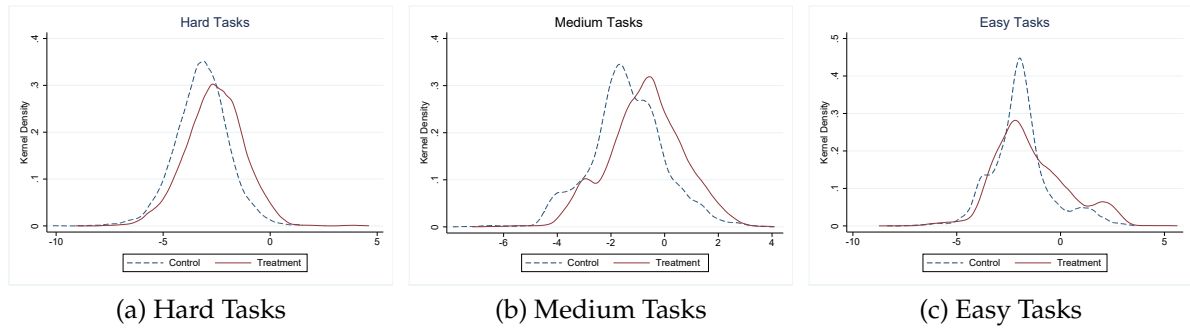 Hard Tasks
Kernel Density
.4
.3
.2
.1
0
-10
-5
0
5
Control
Treatment
(a) Hard Tasks
Medium Tasks
Kernel Density
.4
.3
.2
.1
0
-6
-4
-2
0
2
4
Control
Treatment
(b) Medium Tasks
Easy Tasks
Kernel Density
.5
.4
.3
.2
.1
0
-10
-5
0
5
Control
Treatment
(c) Easy Tasks